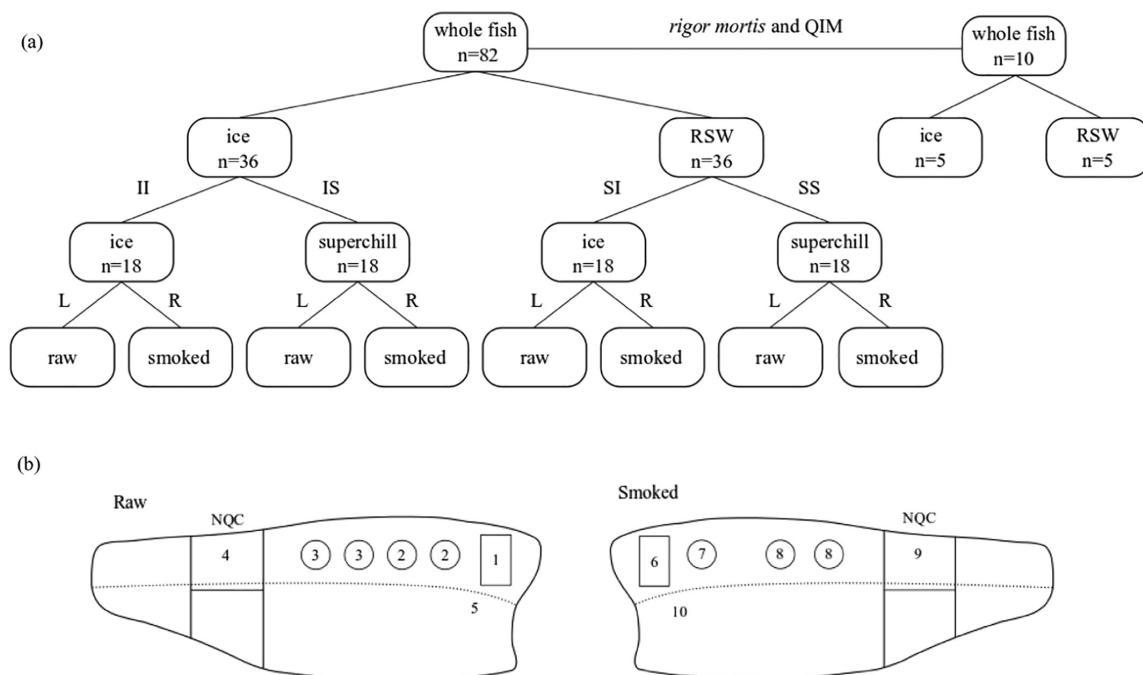 (a)
whole fish
n=82
rigor mortis and QIM
whole fish
n=10
ice
n=36
RSW
n=36
ice
n=5
RSW
n=5
II
IS
SI
SS
ice
n=18
superchill
n=18
ice
n=18
superchill
n=18
L
R
L
R
L
R
L
R
raw
smoked
raw
smoked
raw
smoked
raw
smoked
(b)
Raw
NQC
4
3
3
2
2
1
5
Smoked
NQC
6
7
8
8
9
10